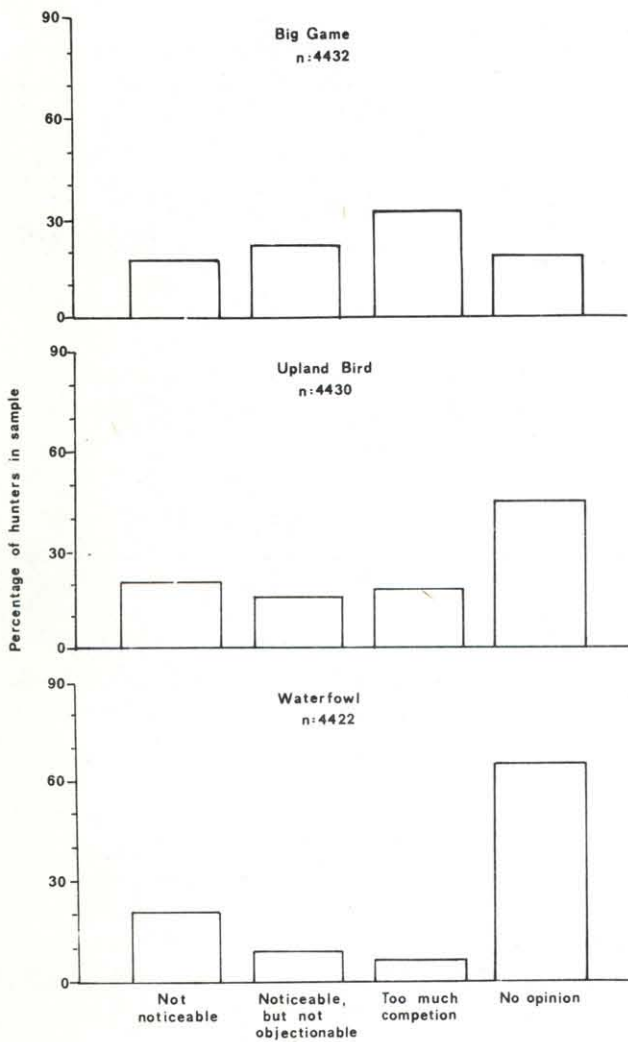 Percentage of hunters in sample
Big Game
n:4432
90
60
30
0
Upland Bird
n:4430
90
60
30
0
Waterfowl
n:4422
90
60
30
0
Not
noticeable
Noticeable,
but not
objectionable
Too much
competion
No opinion